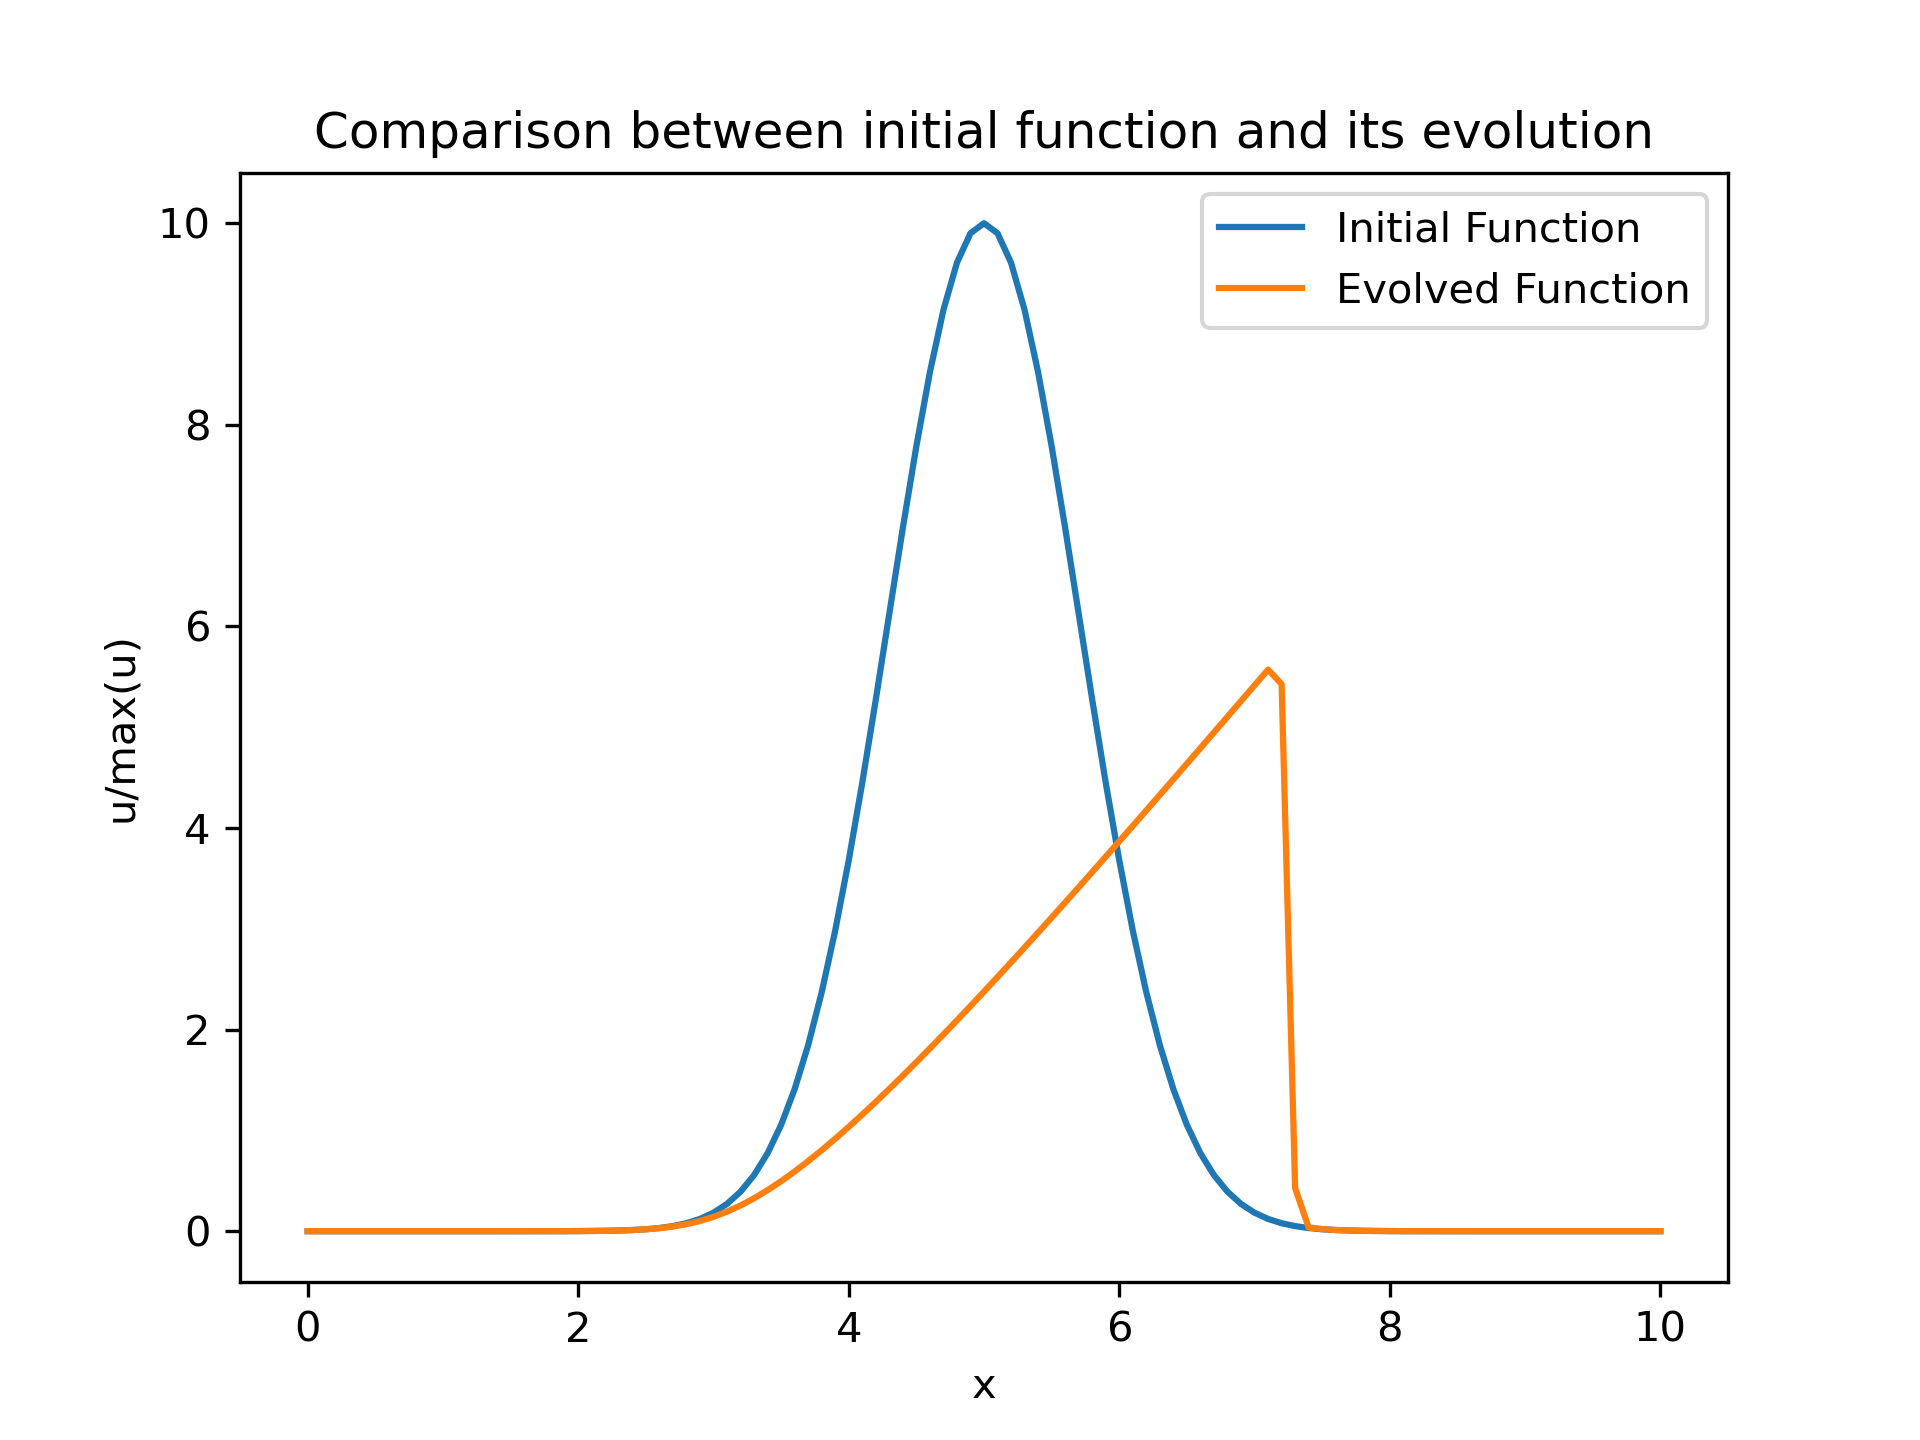 Comparison between initial function and its evolution
Initial Function
Evolved Function
10
8
6
4
2
0
u/max(u)
0 2 4 6 8 10
x